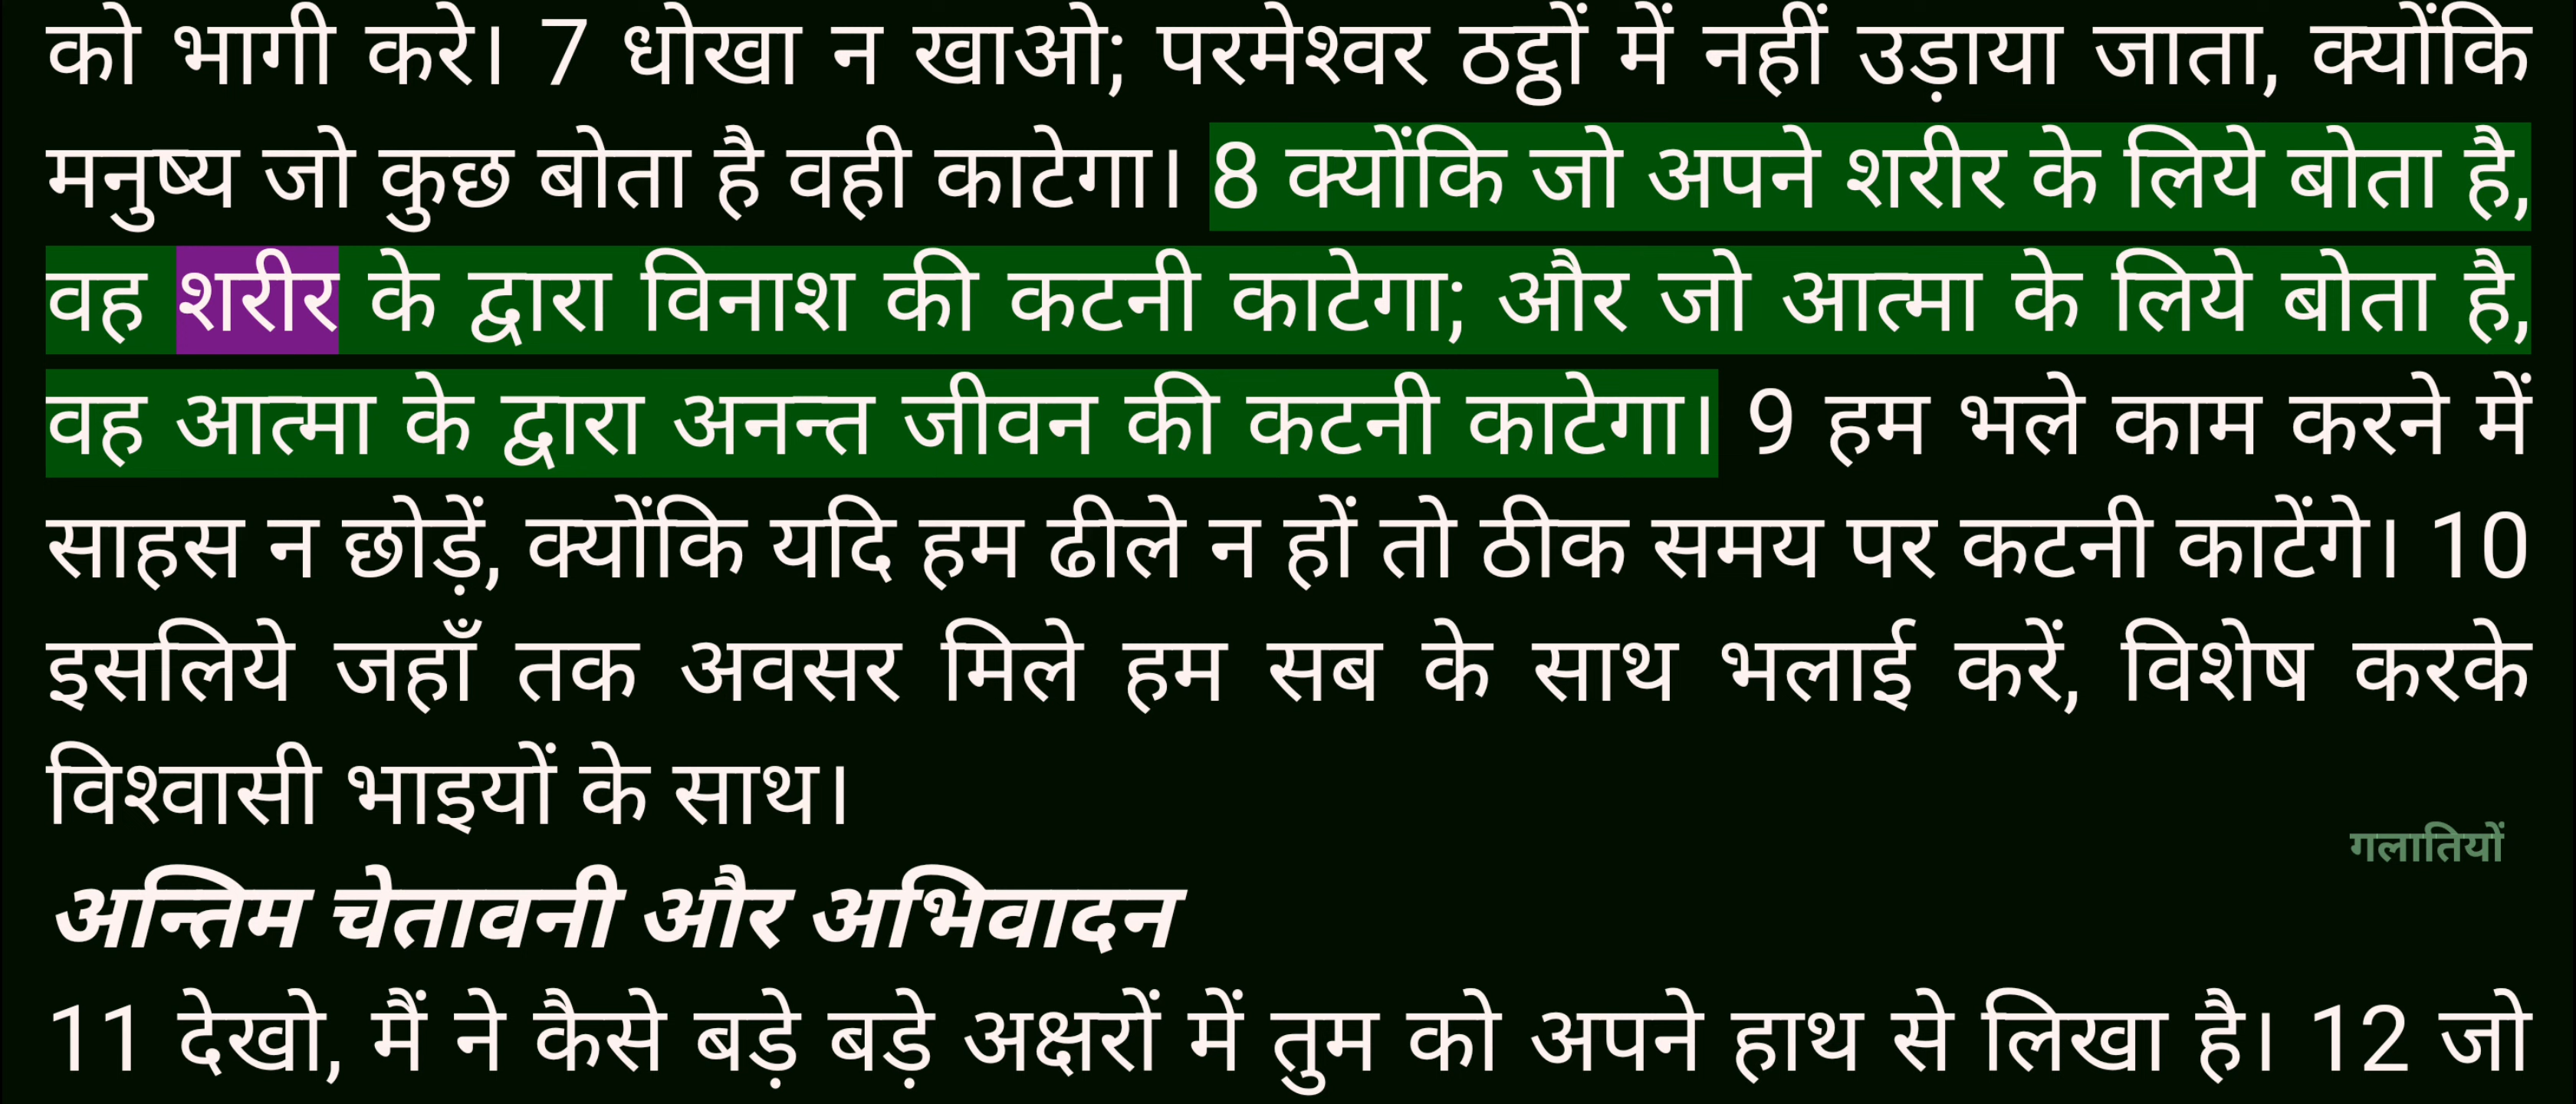 को भागी करे। 7 धोखा न खाओ; परमेश्वर ठट्ठों में नहीं उड़ाया जाता, क्योंकि
मनुष्य जो कुछ बोता है वही काटेगा। 8 क्योंकि जो अपने शरीर के लिये बोता है,
वह शरीर के द्वारा विनाश की कटनी काटेगा; और जो आत्मा के लिये बोता है,
वह आत्मा के द्वारा अनन्त जीवन की कटनी काटेगा। 9 हम भले काम करने में
साहस न छोड़ें, क्योंकि यदि हम ढीले न हों तो ठीक समय पर कटनी काटेंगे। 10
इसलिये जहाँ तक अवसर मिले हम सब के साथ भलाई करें, विशेष करके
विश्वासी भाइयों के साथ।
गलातियों
अन्तिम चेतावनी और अभिवादन
11 देखो, मैं ने कैसे बड़े बड़े अक्षरों में तुम को अपने हाथ से लिखा है। 12 जो